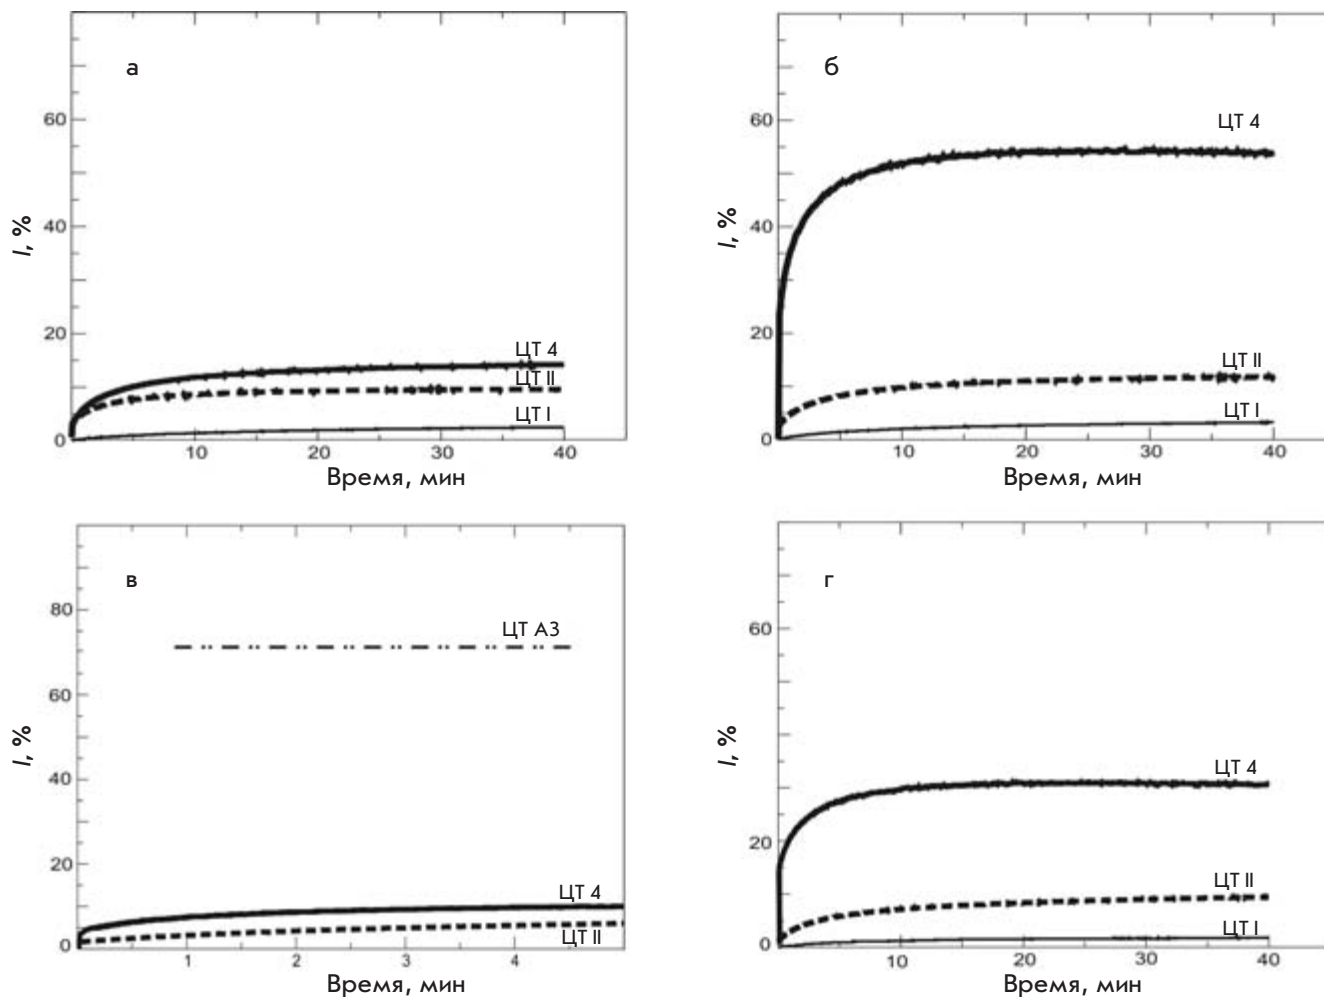 а
60
40
20
0
I, %
ЦТ 4
ЦТ II
ЦТ I
10
20
30
40
Время, мин
б
60
40
20
0
I, %
ЦТ 4
ЦТ II
ЦТ I
10
20
30
40
Время, мин
в
80
60
40
20
0
I, %
ЦТ А3
ЦТ 4
ЦТ II
1
2
3
4
Время, мин
г
60
20
0
I, %
ЦТ 4
ЦТ II
ЦТ I
10
20
30
40
Время, мин